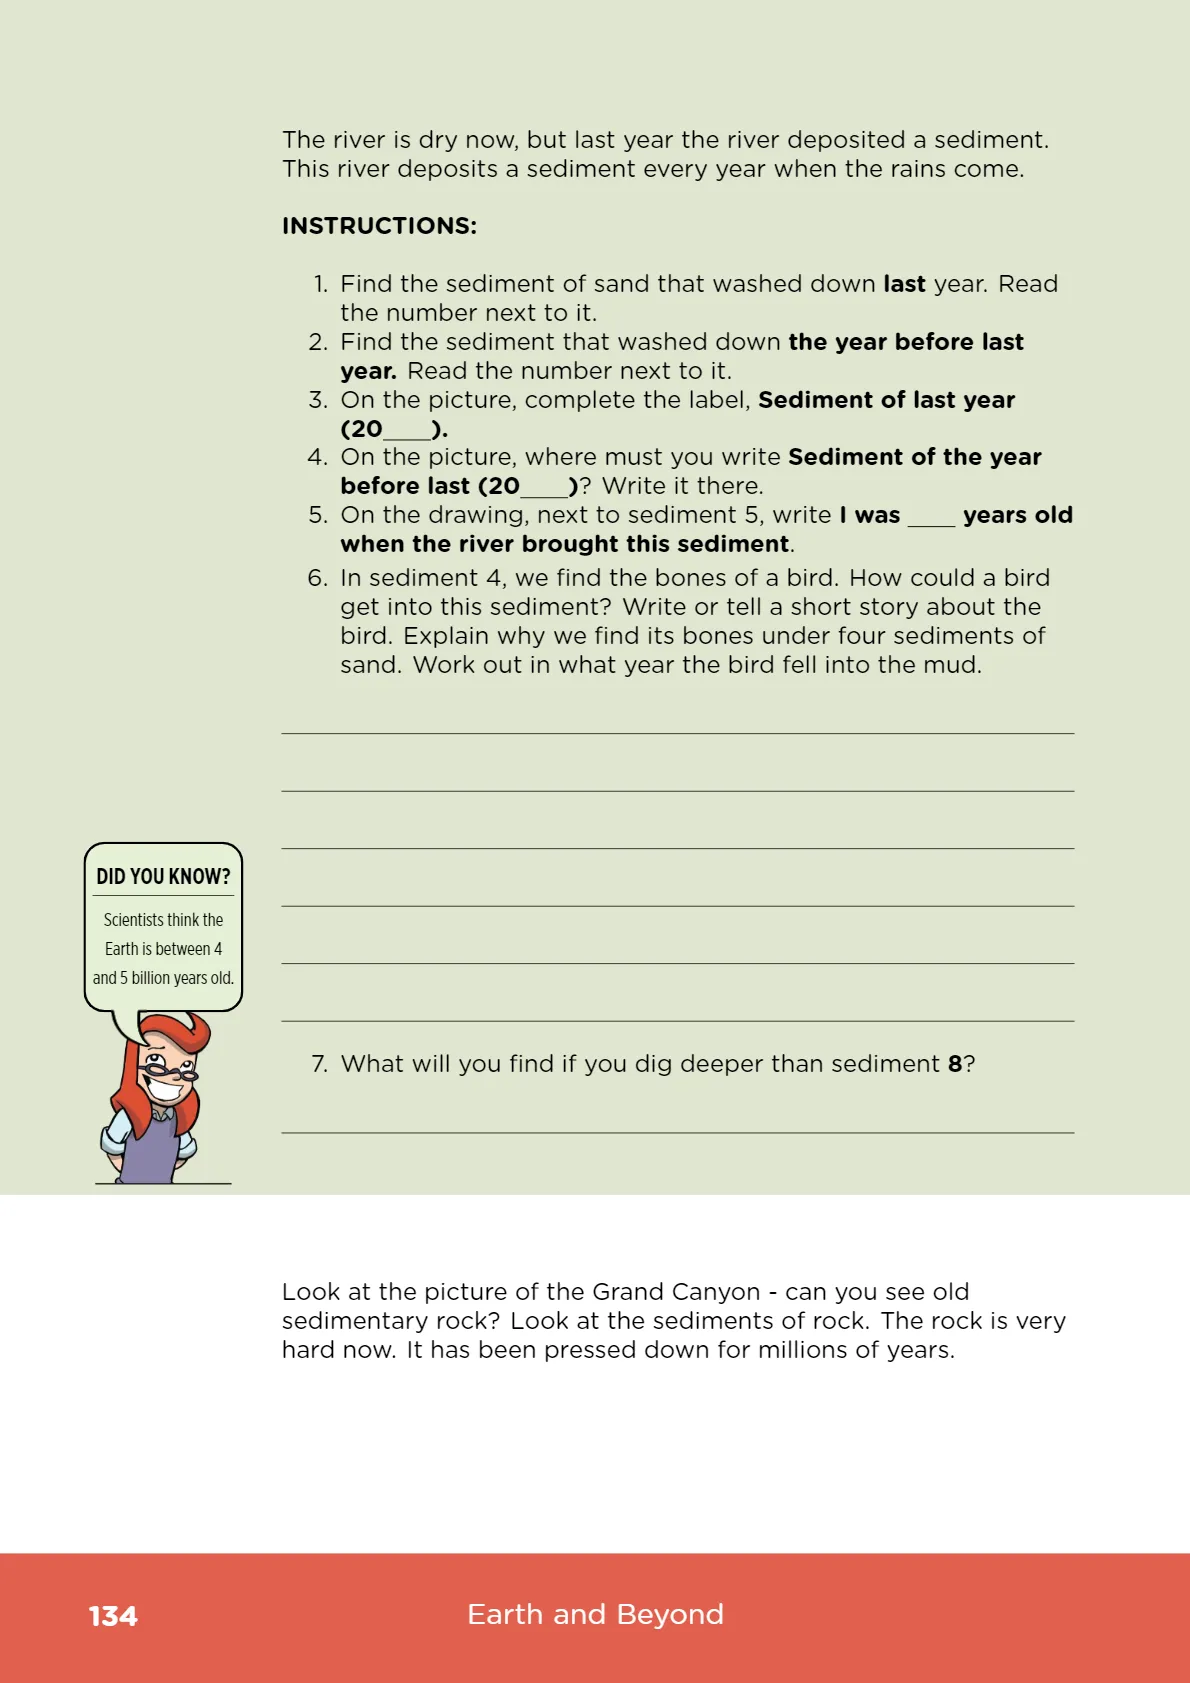 The river is dry now, but last year the river deposited a sediment.
This river deposits a sediment every year when the rains come.
INSTRUCTIONS:
1. Find the sediment of sand that washed down last year. Read
the number next to it.
2. Find the sediment that washed down the year before last
year. Read the number next to it.
3. On the picture, complete the label, Sediment of last year
(20____).
4. On the picture, where must you write Sediment of the year
before last (20____)? Write it there.
5. On the drawing, next to sediment 5, write I was ____ years old
when the river brought this sediment.
6. In sediment 4, we find the bones of a bird. How could a bird
get into this sediment? Write or tell a short story about the
bird. Explain why we find its bones under four sediments of
sand. Work out in what year the bird fell into the mud.
DID YOU KNOW?
Scientists think the
Earth is between 4
and 5 billion years old.
7. What will you find if you dig deeper than sediment 8?
Look at the picture of the Grand Canyon - can you see old
sedimentary rock? Look at the sediments of rock. The rock is very
hard now. It has been pressed down for millions of years.
134
Earth and Beyond